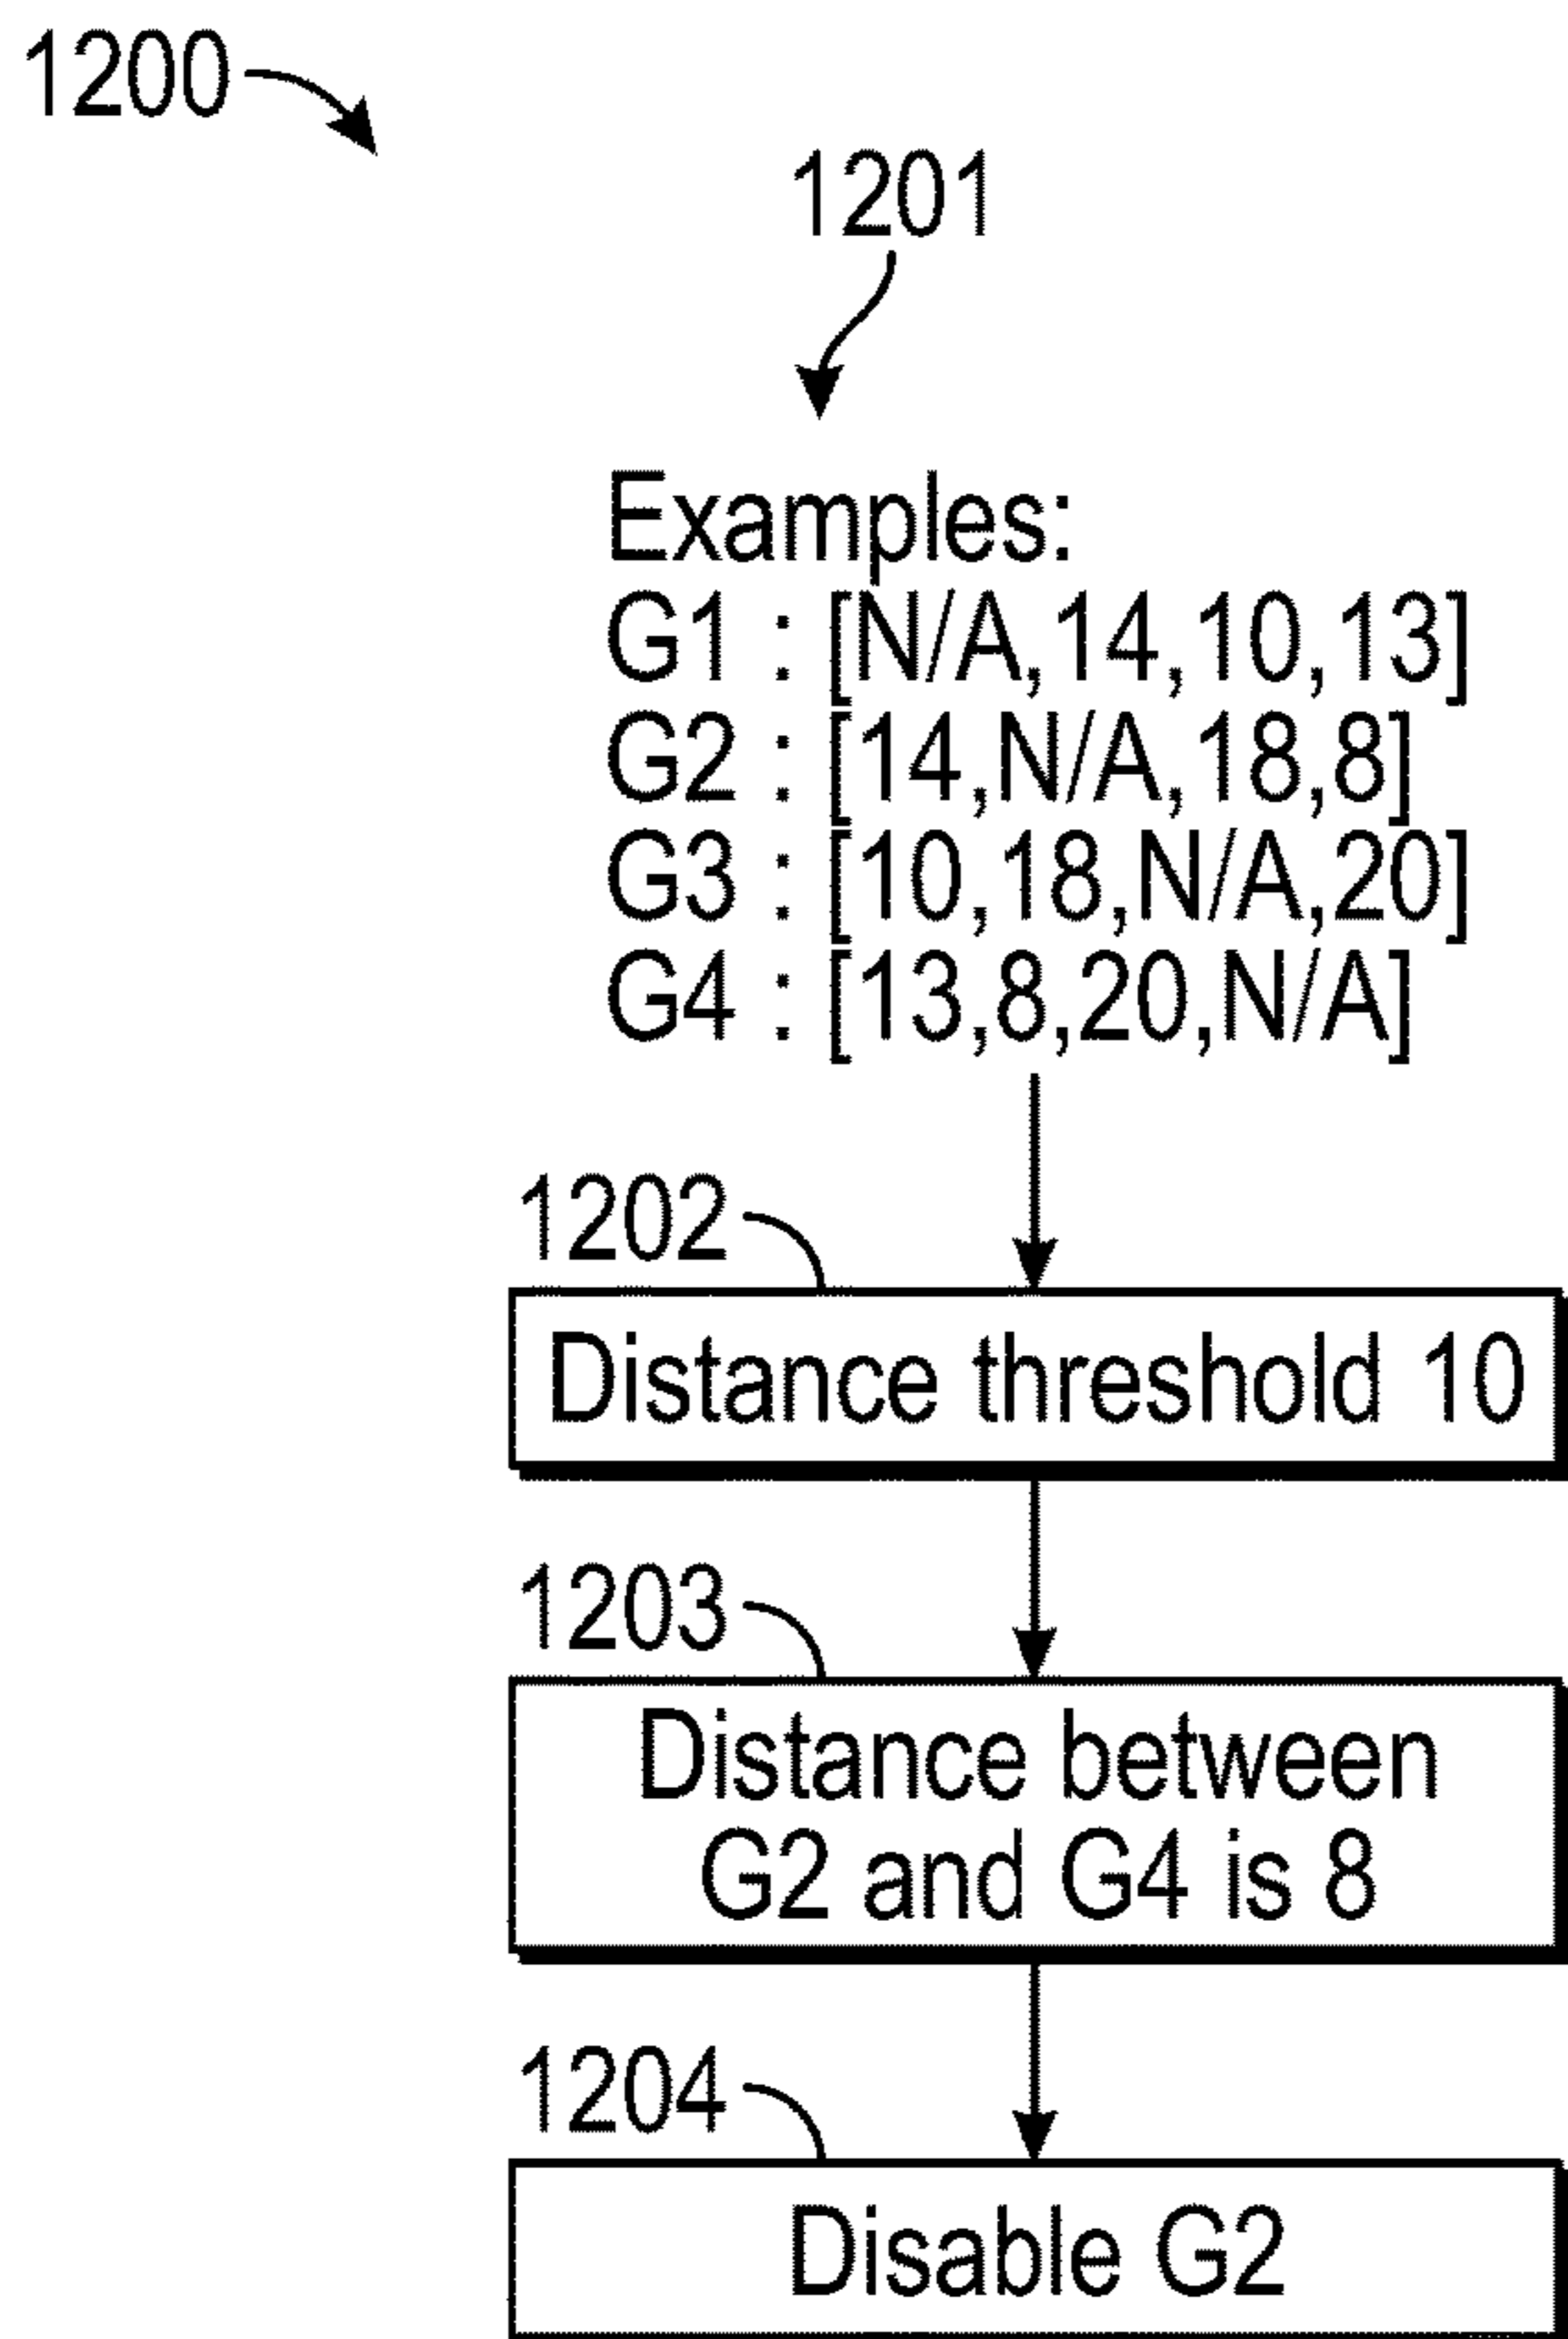 1200
1201
Examples:
G1 : [N/A,14,10,13]
G2 : [14,N/A,18,8]
G3 : [10,18,N/A,20]
G4 : [13,8,20,N/A]
1202
Distance threshold 10
1203
Distance between
G2 and G4 is 8
1204
Disable G2